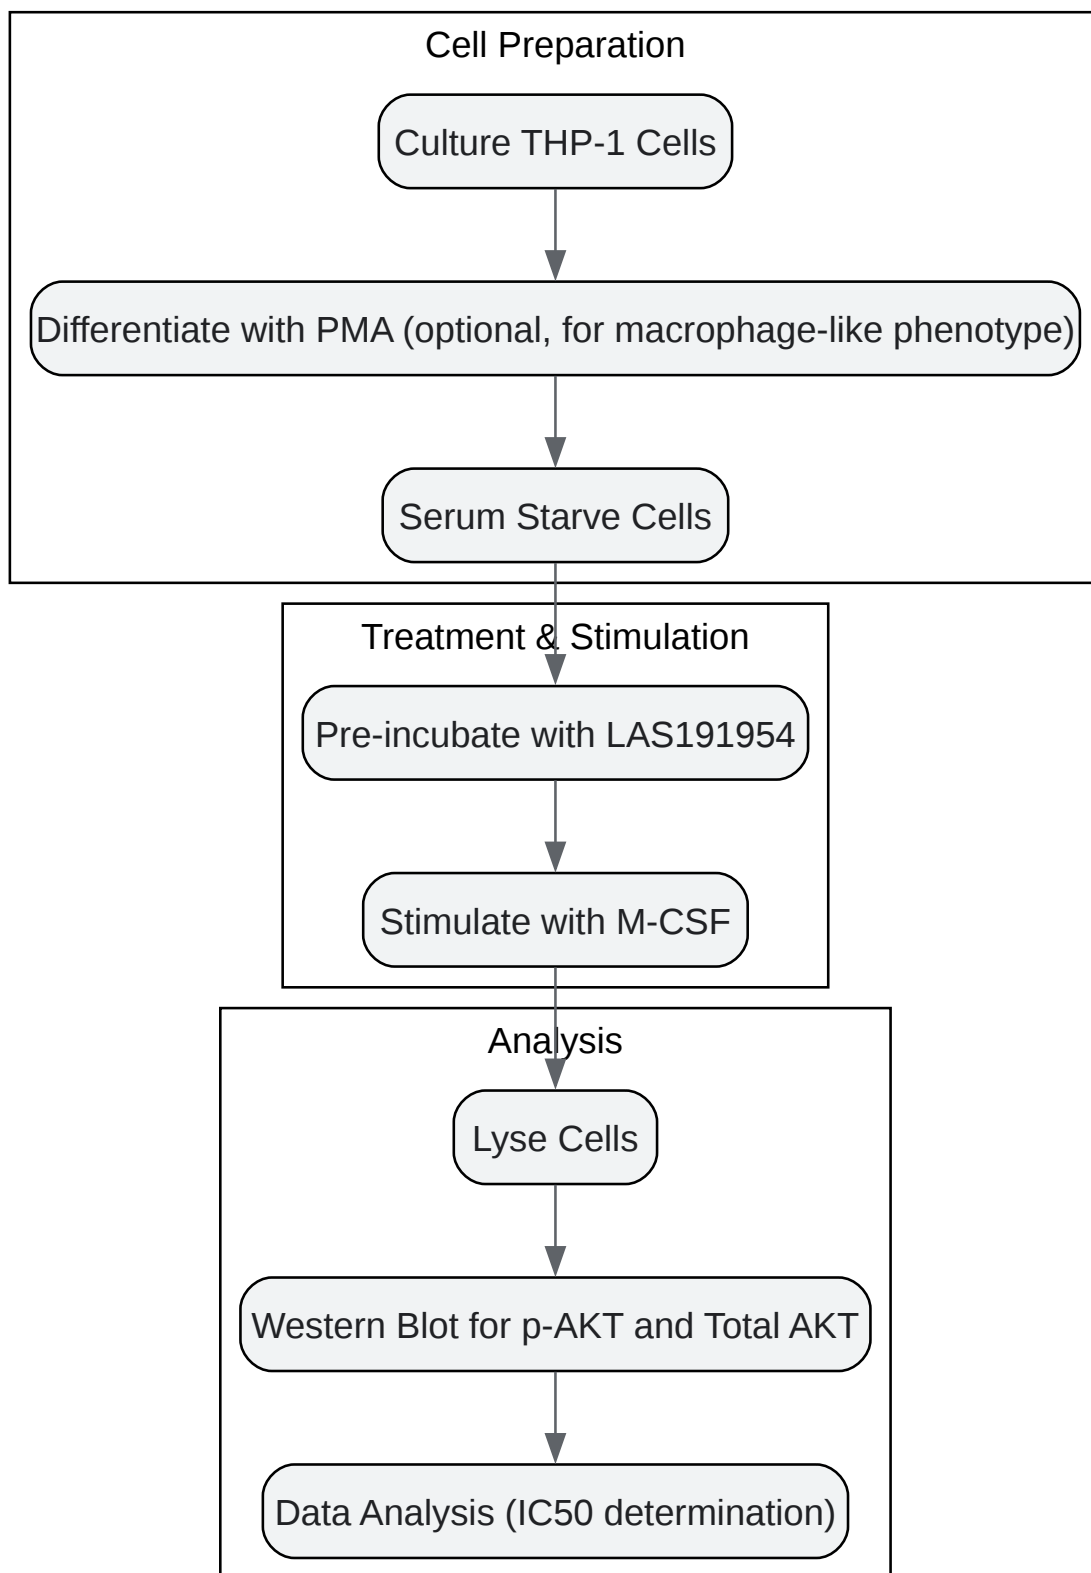 Cell Preparation
Culture THP-1 Cells
Differentiate with PMA (optional, for macrophage-like phenotype)
Serum Starve Cells
Treatment & Stimulation
Pre-incubate with LAS191954
Stimulate with M-CSF
Analysis
Lyse Cells
Western Blot for p-AKT and Total AKT
Data Analysis (IC50 determination)